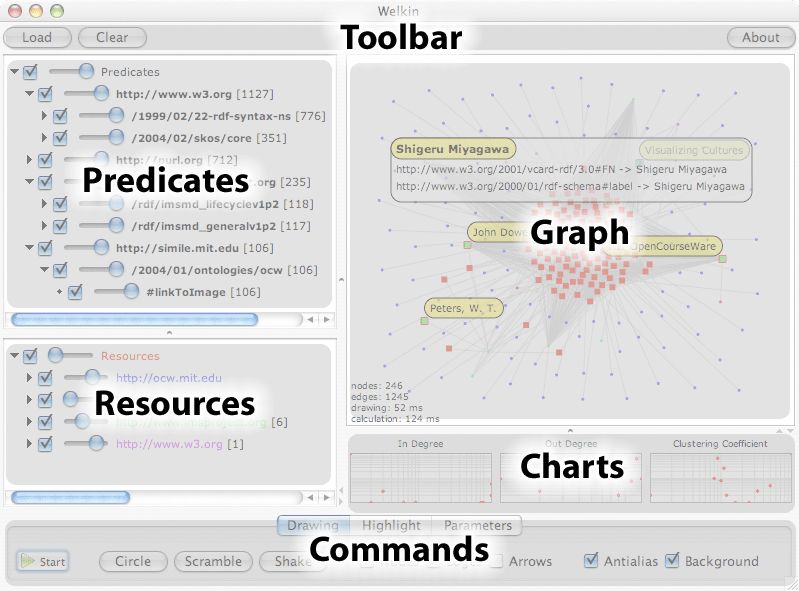 Welkin
Load Clear Toolbar About
Predicates
http://www.w3.org [1127]
/1999/02/22-rdf-syntax-ns [776]
/2004/02/skos/core [351]
http://purl.org [712]
Predicates
.org [235]
/rdf/imsmd_lifecyclev1p2 [118]
/rdf/imsmd_generalv1p2 [117]
http://simile.mit.edu [106]
/2004/01/ontologies/ocw [106]
#linkToImage [106]
Shigeru Miyagawa Visualizing Cultures
http://www.w3.org/2001/vcard-rdf/3.0#FN -> Shigeru Miyagawa
http://www.w3.org/2000/01/rdf-schema#label -> Shigeru Miyagawa
John Graph OpenCourseWare
Peters, W. T.
nodes: 246
edges: 1245
drawing: 52 ms
calculation: 124 ms
Resources
http://ocw.mit.edu
Resources
[6]
http://www.w3.org [1]
In Degree Out Degree Clustering Coefficient
Charts
Drawing Highlight Parameters
Commands
Start Circle Scramble Shake Arrows Antialias Background